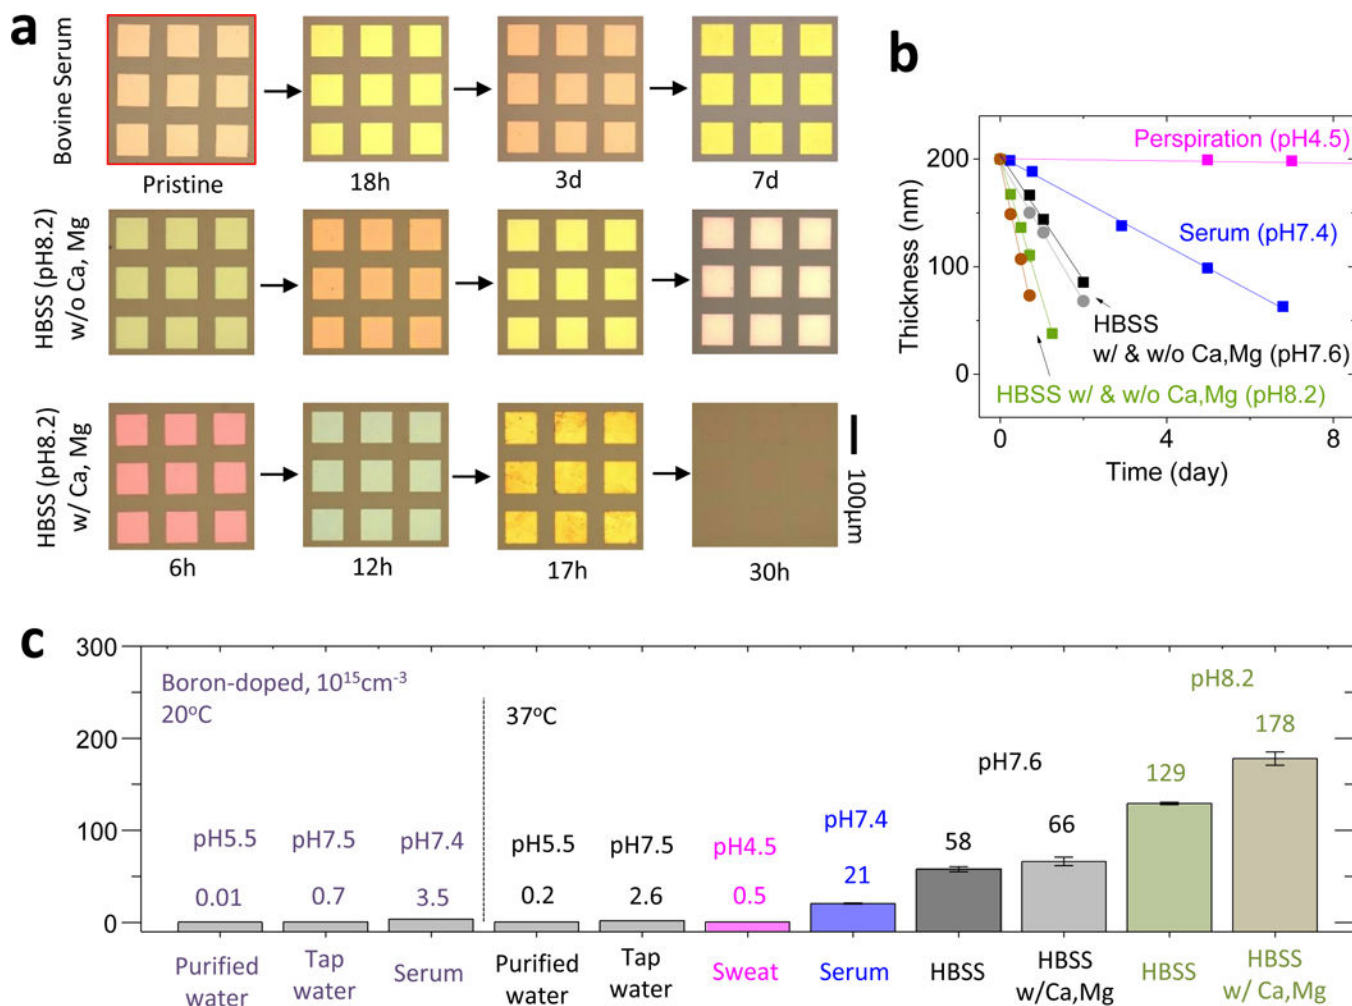 a
Bovine Serum
Pristine
18h
3d
7d
HBSS (pH8.2)
w/o Ca, Mg
HBSS (pH8.2)
w/ Ca, Mg
6h
12h
17h
30h
100µm
b
Thickness (nm)
200
100
0
Perspiration (pH4.5)
Serum (pH7.4)
HBSS
w/ & w/o Ca,Mg (pH7.6)
HBSS w/ & w/o Ca,Mg (pH8.2)
0
4
8
Time (day)
c
300
200
100
0
Boron-doped, 10¹⁵cm⁻³
20°C
37°C
pH5.5
0.01
pH7.5
0.7
pH7.4
3.5
pH5.5
0.2
pH7.5
2.6
pH4.5
0.5
pH7.4
21
pH7.6
58
66
pH8.2
129
178
Purified
water
Tap
water
Serum
Purified
water
Tap
water
Sweat
Serum
HBSS
HBSS
w/Ca,Mg
HBSS
HBSS
w/ Ca,Mg